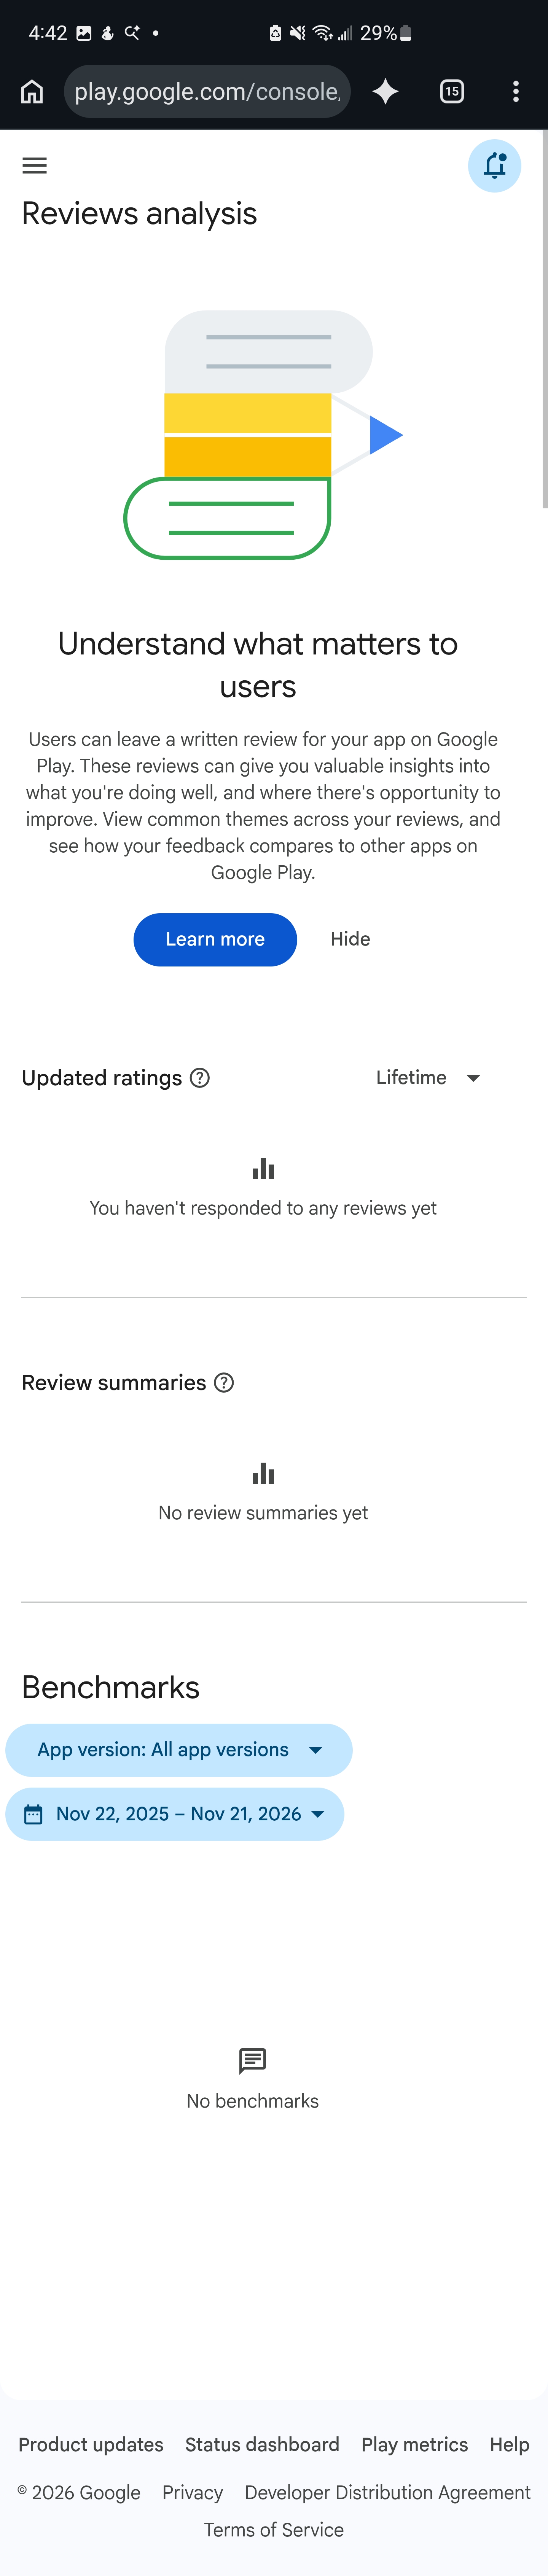 4:42
29%
play.google.com/console
15
Reviews analysis
Understand what matters to
users
Users can leave a written review for your app on Google
Play. These reviews can give you valuable insights into
what you're doing well, and where there's opportunity to
improve. View common themes across your reviews, and
see how your feedback compares to other apps on
Google Play.
Learn more Hide
Updated ratings Lifetime
You haven't responded to any reviews yet
Review summaries
No review summaries yet
Benchmarks
App version: All app versions
Nov 22, 2025 – Nov 21, 2026
No benchmarks
Product updates Status dashboard Play metrics Help
© 2026 Google Privacy Developer Distribution Agreement
Terms of Service